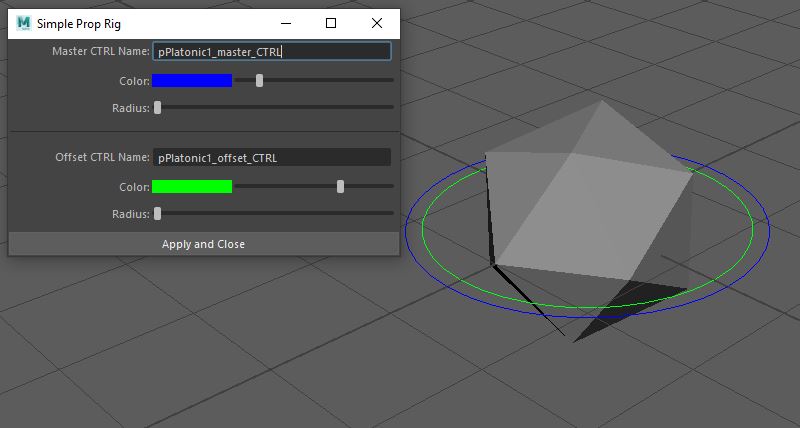 Simple Prop Rig
Master CTRL Name: pPlatonic1_master_CTRL
Color:
Radius:
Offset CTRL Name: pPlatonic1_offset_CTRL
Color:
Radius:
Apply and Close